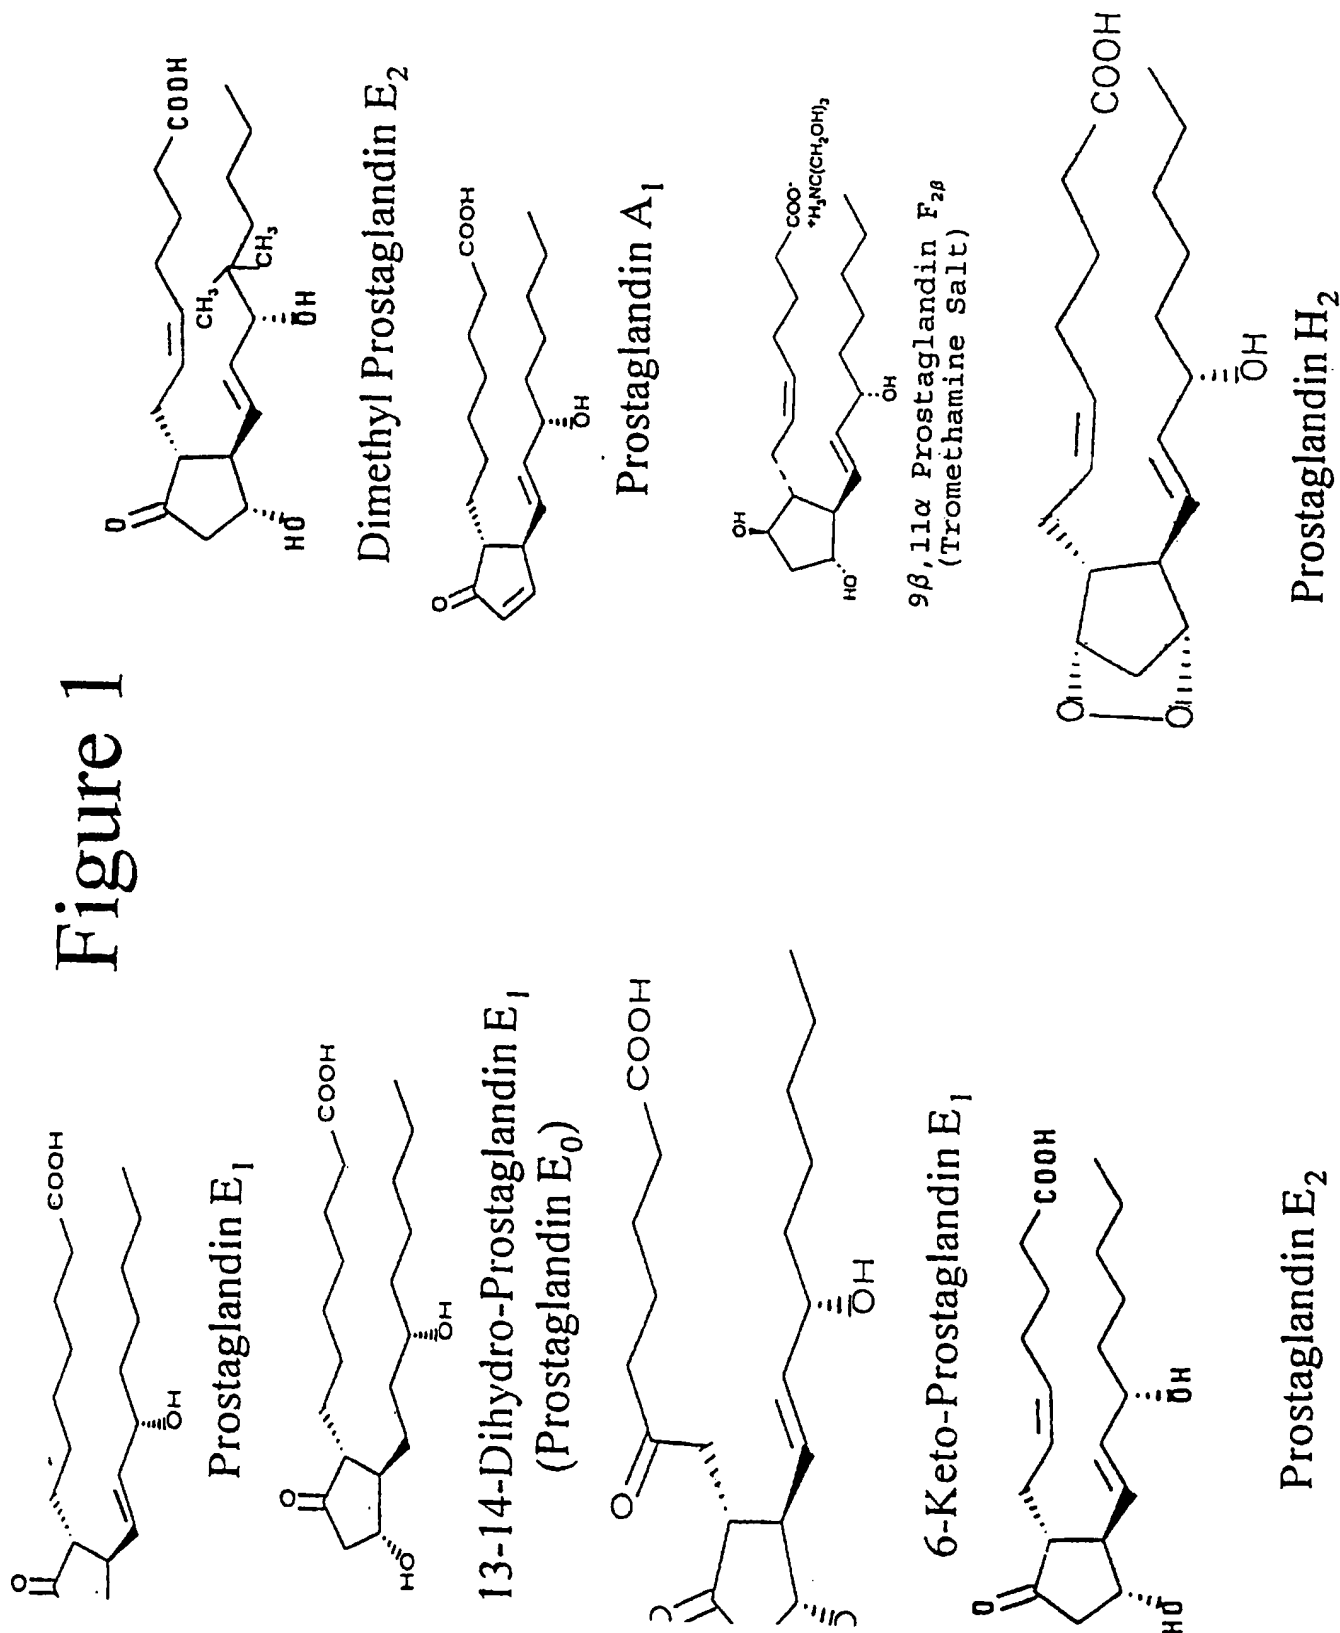 Figure 1
O
COOH
OH
Prostaglandin E₁
O
COOH
HO
OH
13-14-Dihydro-Prostaglandin E₁
(Prostaglandin E₀)
O
COOH
OH
6-Keto-Prostaglandin E₁
O
COOH
HO
OH
Prostaglandin E₂
O
COOH
CH₃
CH₃
HO
OH
Dimethyl Prostaglandin E₂
O
COOH
OH
Prostaglandin A₁
OH
COO⁻
⁺H₃NC(CH₂OH)₃
HO
OH
9β,11α Prostaglandin F₂β
(Tromethamine Salt)
O
O
COOH
OH
Prostaglandin H₂